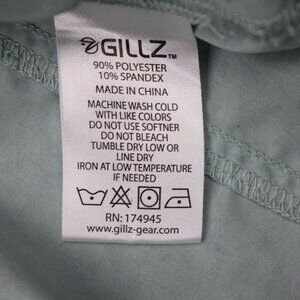 GILLZ™
90% POLYESTER
10% SPANDEX
MADE IN CHINA
MACHINE WASH COLD
WITH LIKE COLORS
DO NOT USE SOFTNER
DO NOT BLEACH
TUMBLE DRY LOW OR
LINE DRY
IRON AT LOW TEMPERATURE
IF NEEDED
RN: 174945
www.gillz-gear.com